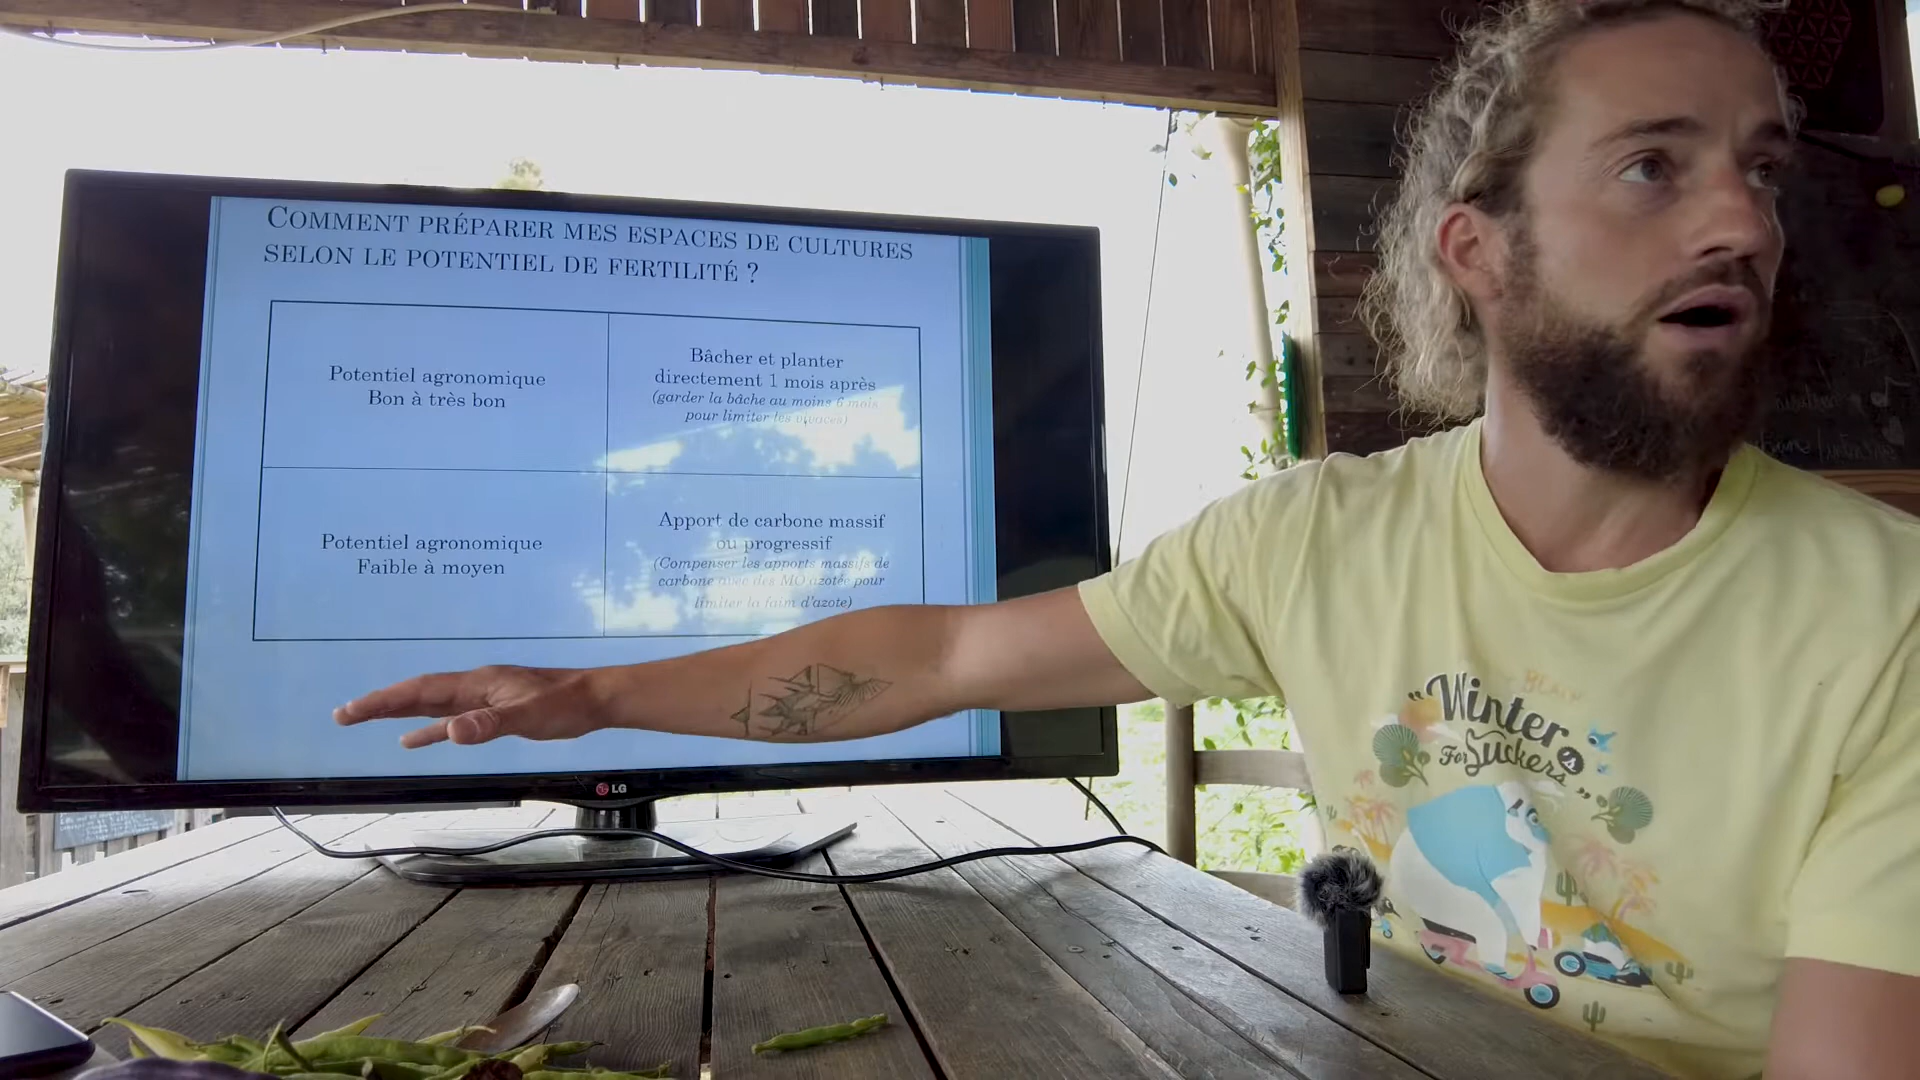 COMMENT PRÉPARER MES ESPACES DE CULTURES
SELON LE POTENTIEL DE FERTILITÉ ?
Potentiel agronomique
Bon à très bon
Bâcher et planter
directement 1 mois après
(garder la bâche au moins 6 mois
pour limiter les vivaces)
Potentiel agronomique
Faible à moyen
Apport de carbone massif
ou progressif
(Compenser les apports massifs de
carbone avec des MO azotée pour
limiter la faim d'azote)
LG
"Winter
For Suckers"